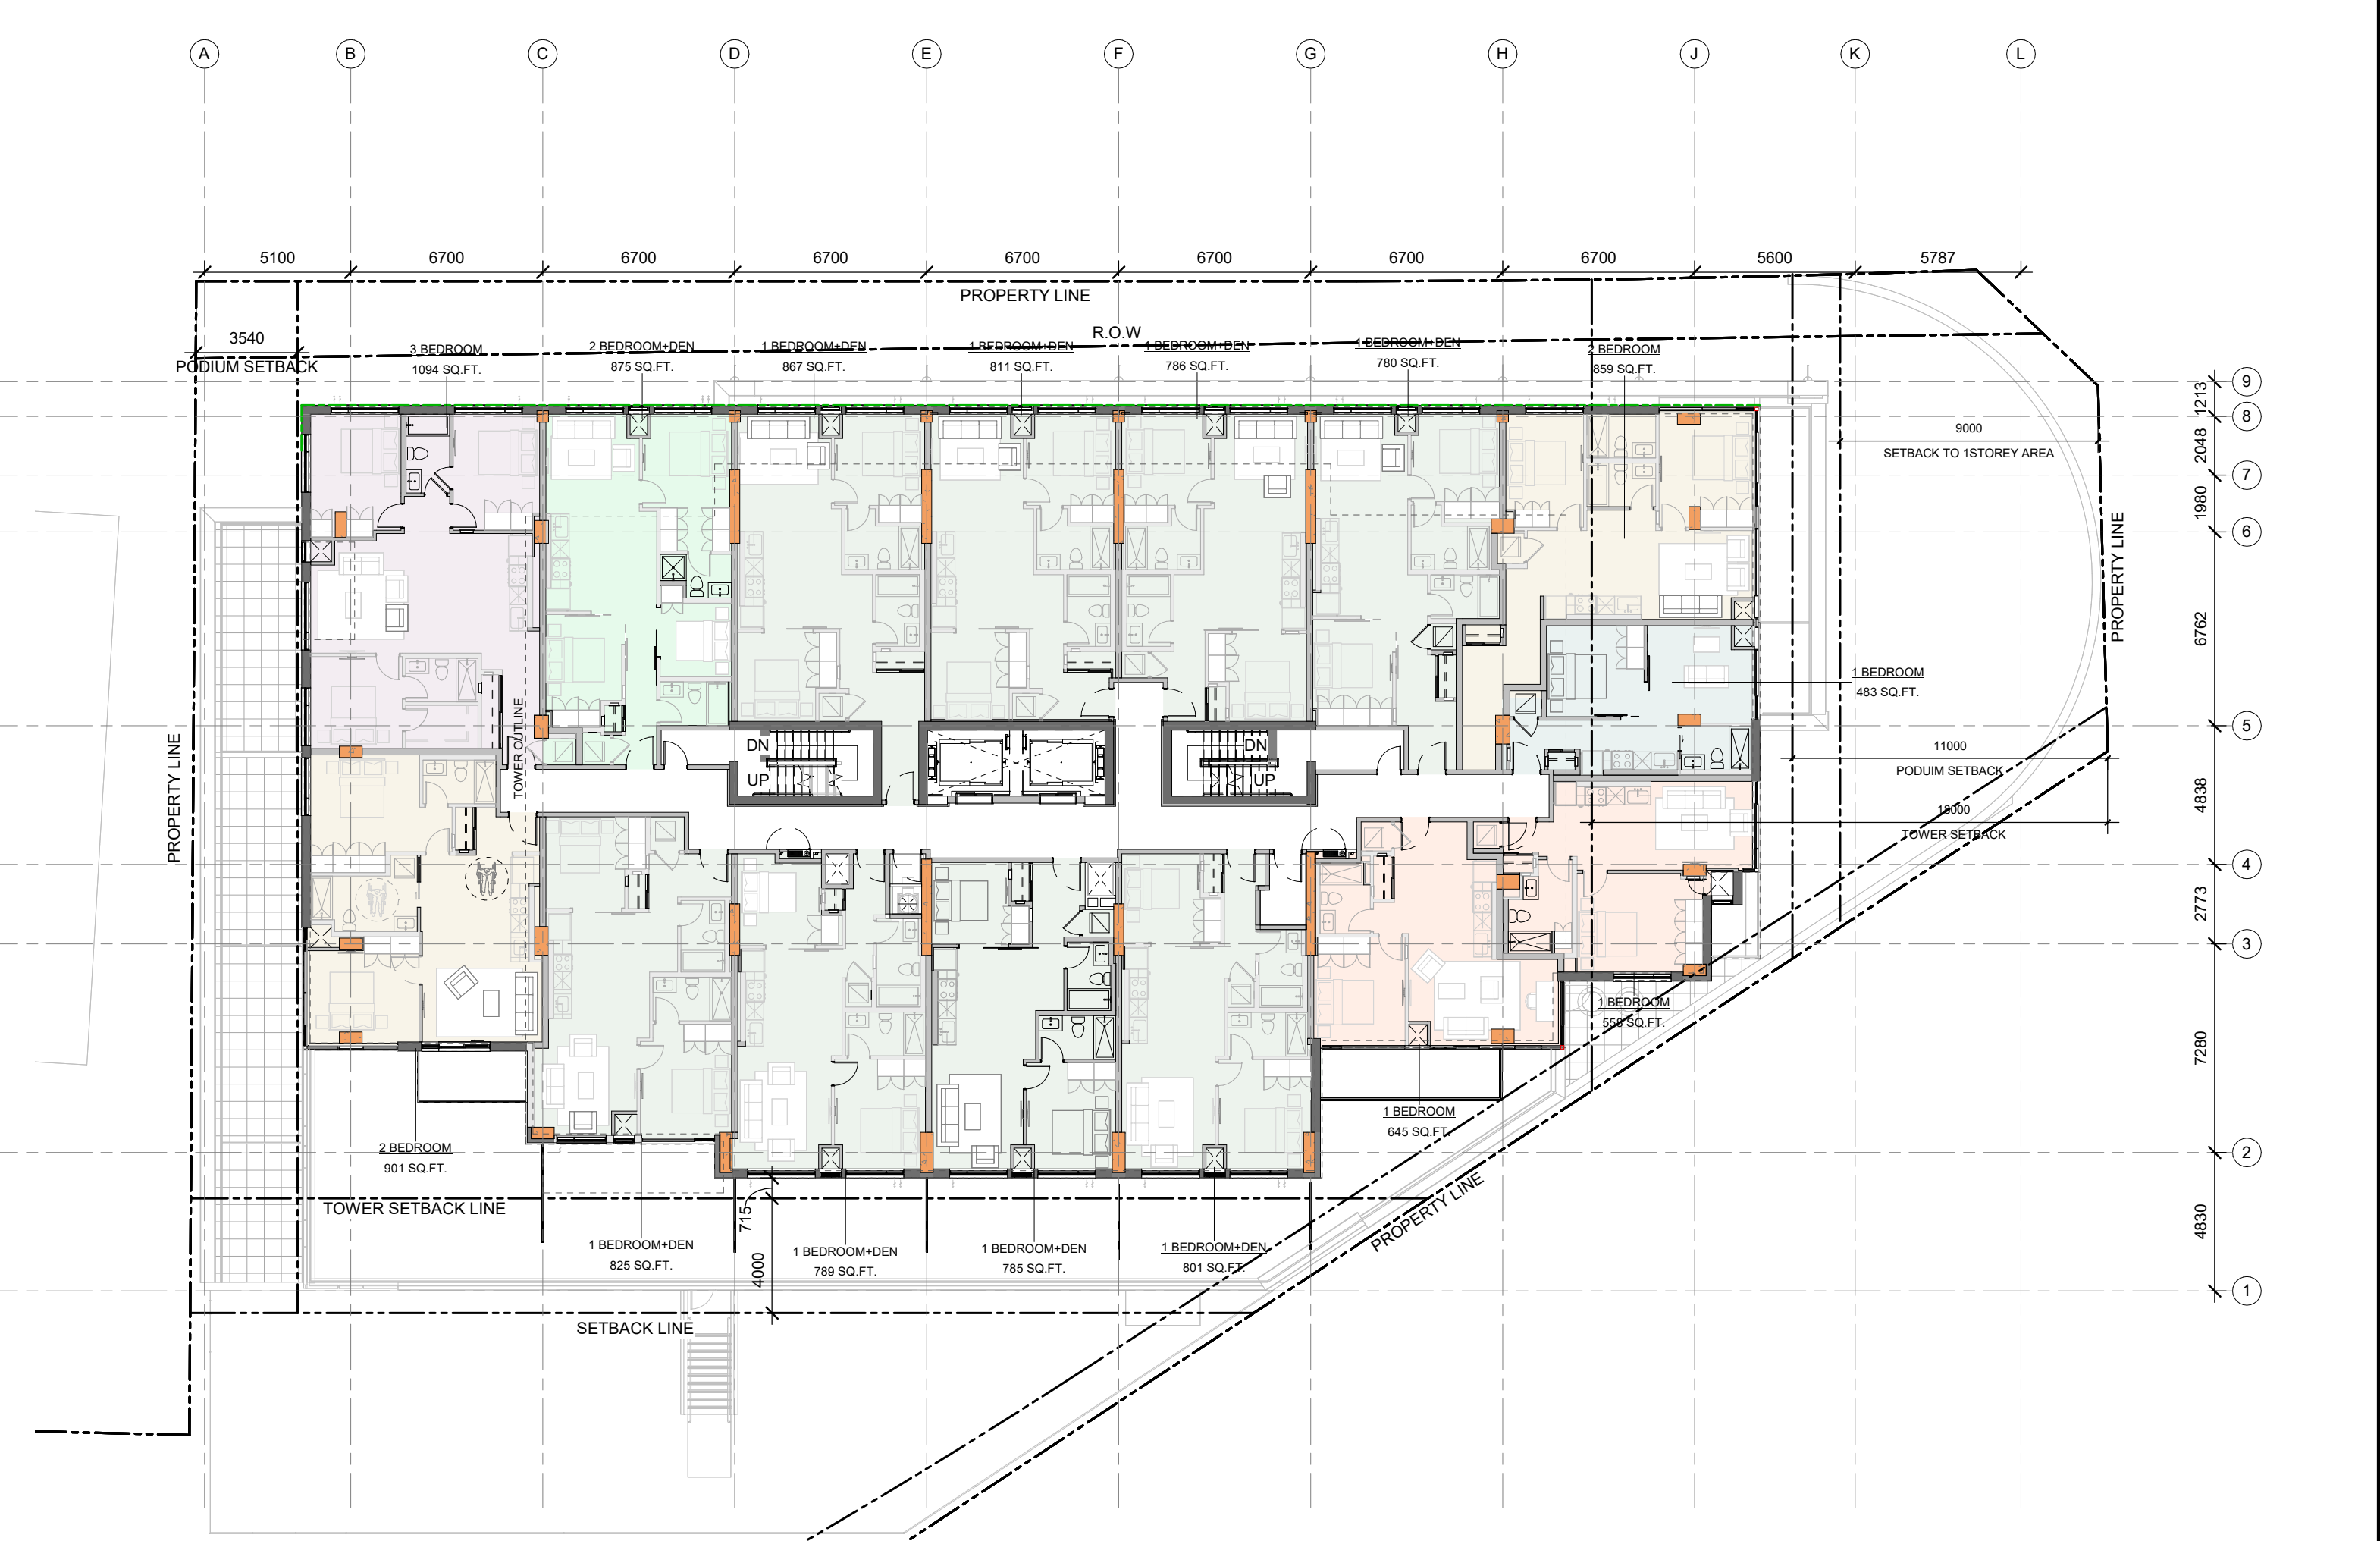 A B C D E F G H J K L
5100 6700 6700 6700 6700 6700 6700 6700 5600 5787
PROPERTY LINE
R.O.W
3540
PODIUM SETBACK
3 BEDROOM
1094 SQ.FT.
2 BEDROOM+DEN
875 SQ.FT.
1 BEDROOM+DEN
867 SQ.FT.
1 BEDROOM+DEN
811 SQ.FT.
1 BEDROOM+DEN
786 SQ.FT.
1 BEDROOM+DEN
780 SQ.FT.
2 BEDROOM
859 SQ.FT.
9
1213
8
9000
SETBACK TO 1STOREY AREA
2048
7
1980
6
PROPERTY LINE
6762
1 BEDROOM
483 SQ.FT.
5
TOWER OUTLINE
DN
UP
DN
UP
11000
PODUIM SETBACK
PROPERTY LINE
4838
18000
TOWER SETBACK
4
2773
3
1 BEDROOM
558 SQ.FT.
7280
1 BEDROOM
645 SQ.FT.
2 BEDROOM
901 SQ.FT.
2
TOWER SETBACK LINE
715
PROPERTY LINE
4830
1 BEDROOM+DEN
825 SQ.FT.
4000
1 BEDROOM+DEN
789 SQ.FT.
1 BEDROOM+DEN
785 SQ.FT.
1 BEDROOM+DEN
801 SQ.FT.
1
SETBACK LINE